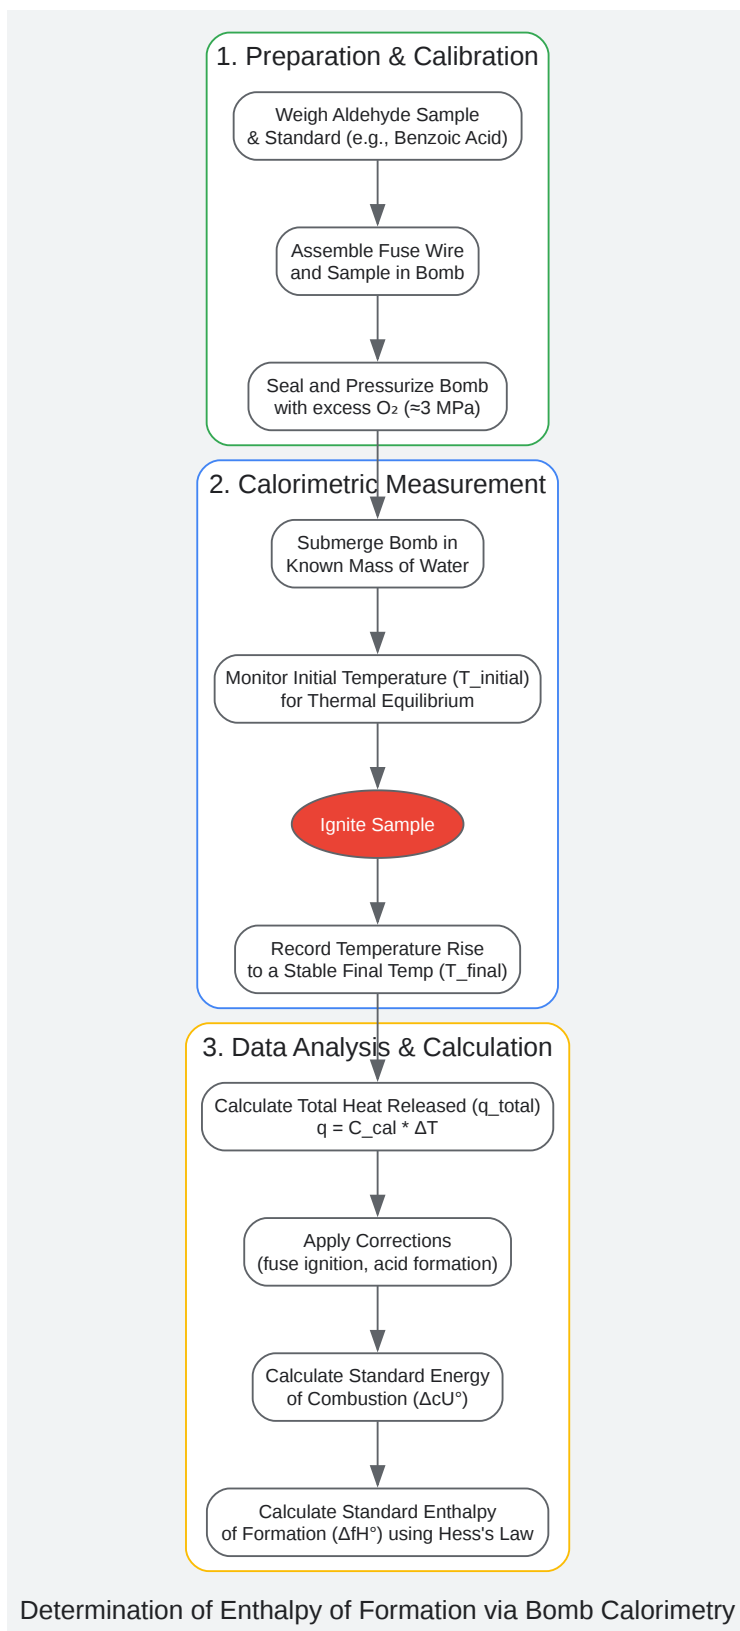 1. Preparation & Calibration
Weigh Aldehyde Sample
& Standard (e.g., Benzoic Acid)
Assemble Fuse Wire
and Sample in Bomb
Seal and Pressurize Bomb
with excess O₂ (≈3 MPa)
2. Calorimetric Measurement
Submerge Bomb in
Known Mass of Water
Monitor Initial Temperature (T_initial)
for Thermal Equilibrium
Ignite Sample
Record Temperature Rise
to a Stable Final Temp (T_final)
3. Data Analysis & Calculation
Calculate Total Heat Released (q_total)
q = C_cal * ΔT
Apply Corrections
(fuse ignition, acid formation)
Calculate Standard Energy
of Combustion (ΔcU°)
Calculate Standard Enthalpy
of Formation (ΔfH°) using Hess's Law
Determination of Enthalpy of Formation via Bomb Calorimetry